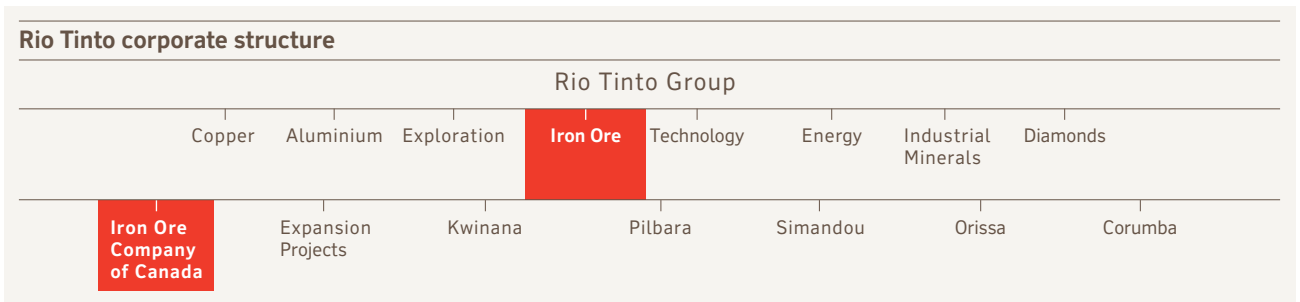 Rio Tinto corporate structure
Rio Tinto Group
Copper Aluminium Exploration Iron Ore Technology Energy Industrial Minerals Diamonds
Iron Ore Company of Canada Expansion Projects Kwinana Pilbara Simandou Orissa Corumba